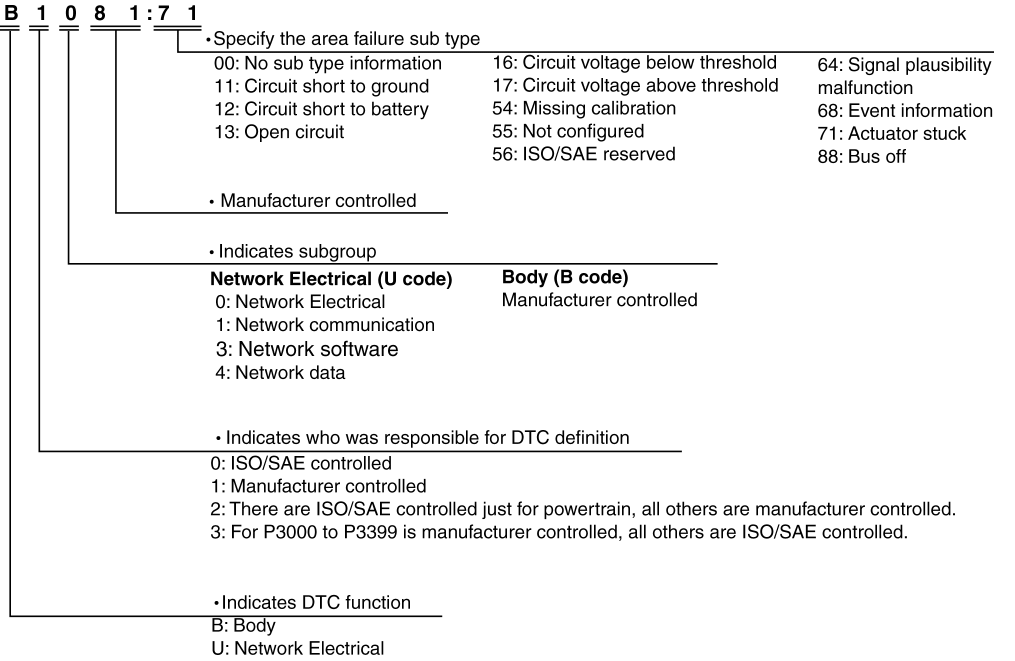 B 1 0 8 1 : 7 1
•Specify the area failure sub type
00: No sub type information
11: Circuit short to ground
12: Circuit short to battery
13: Open circuit
16: Circuit voltage below threshold
17: Circuit voltage above threshold
54: Missing calibration
55: Not configured
56: ISO/SAE reserved
64: Signal plausibility
malfunction
68: Event information
71: Actuator stuck
88: Bus off
• Manufacturer controlled
• Indicates subgroup
Network Electrical (U code)
0: Network Electrical
1: Network communication
3: Network software
4: Network data
Body (B code)
Manufacturer controlled
• Indicates who was responsible for DTC definition
0: ISO/SAE controlled
1: Manufacturer controlled
2: There are ISO/SAE controlled just for powertrain, all others are manufacturer controlled.
3: For P3000 to P3399 is manufacturer controlled, all others are ISO/SAE controlled.
•Indicates DTC function
B: Body
U: Network Electrical